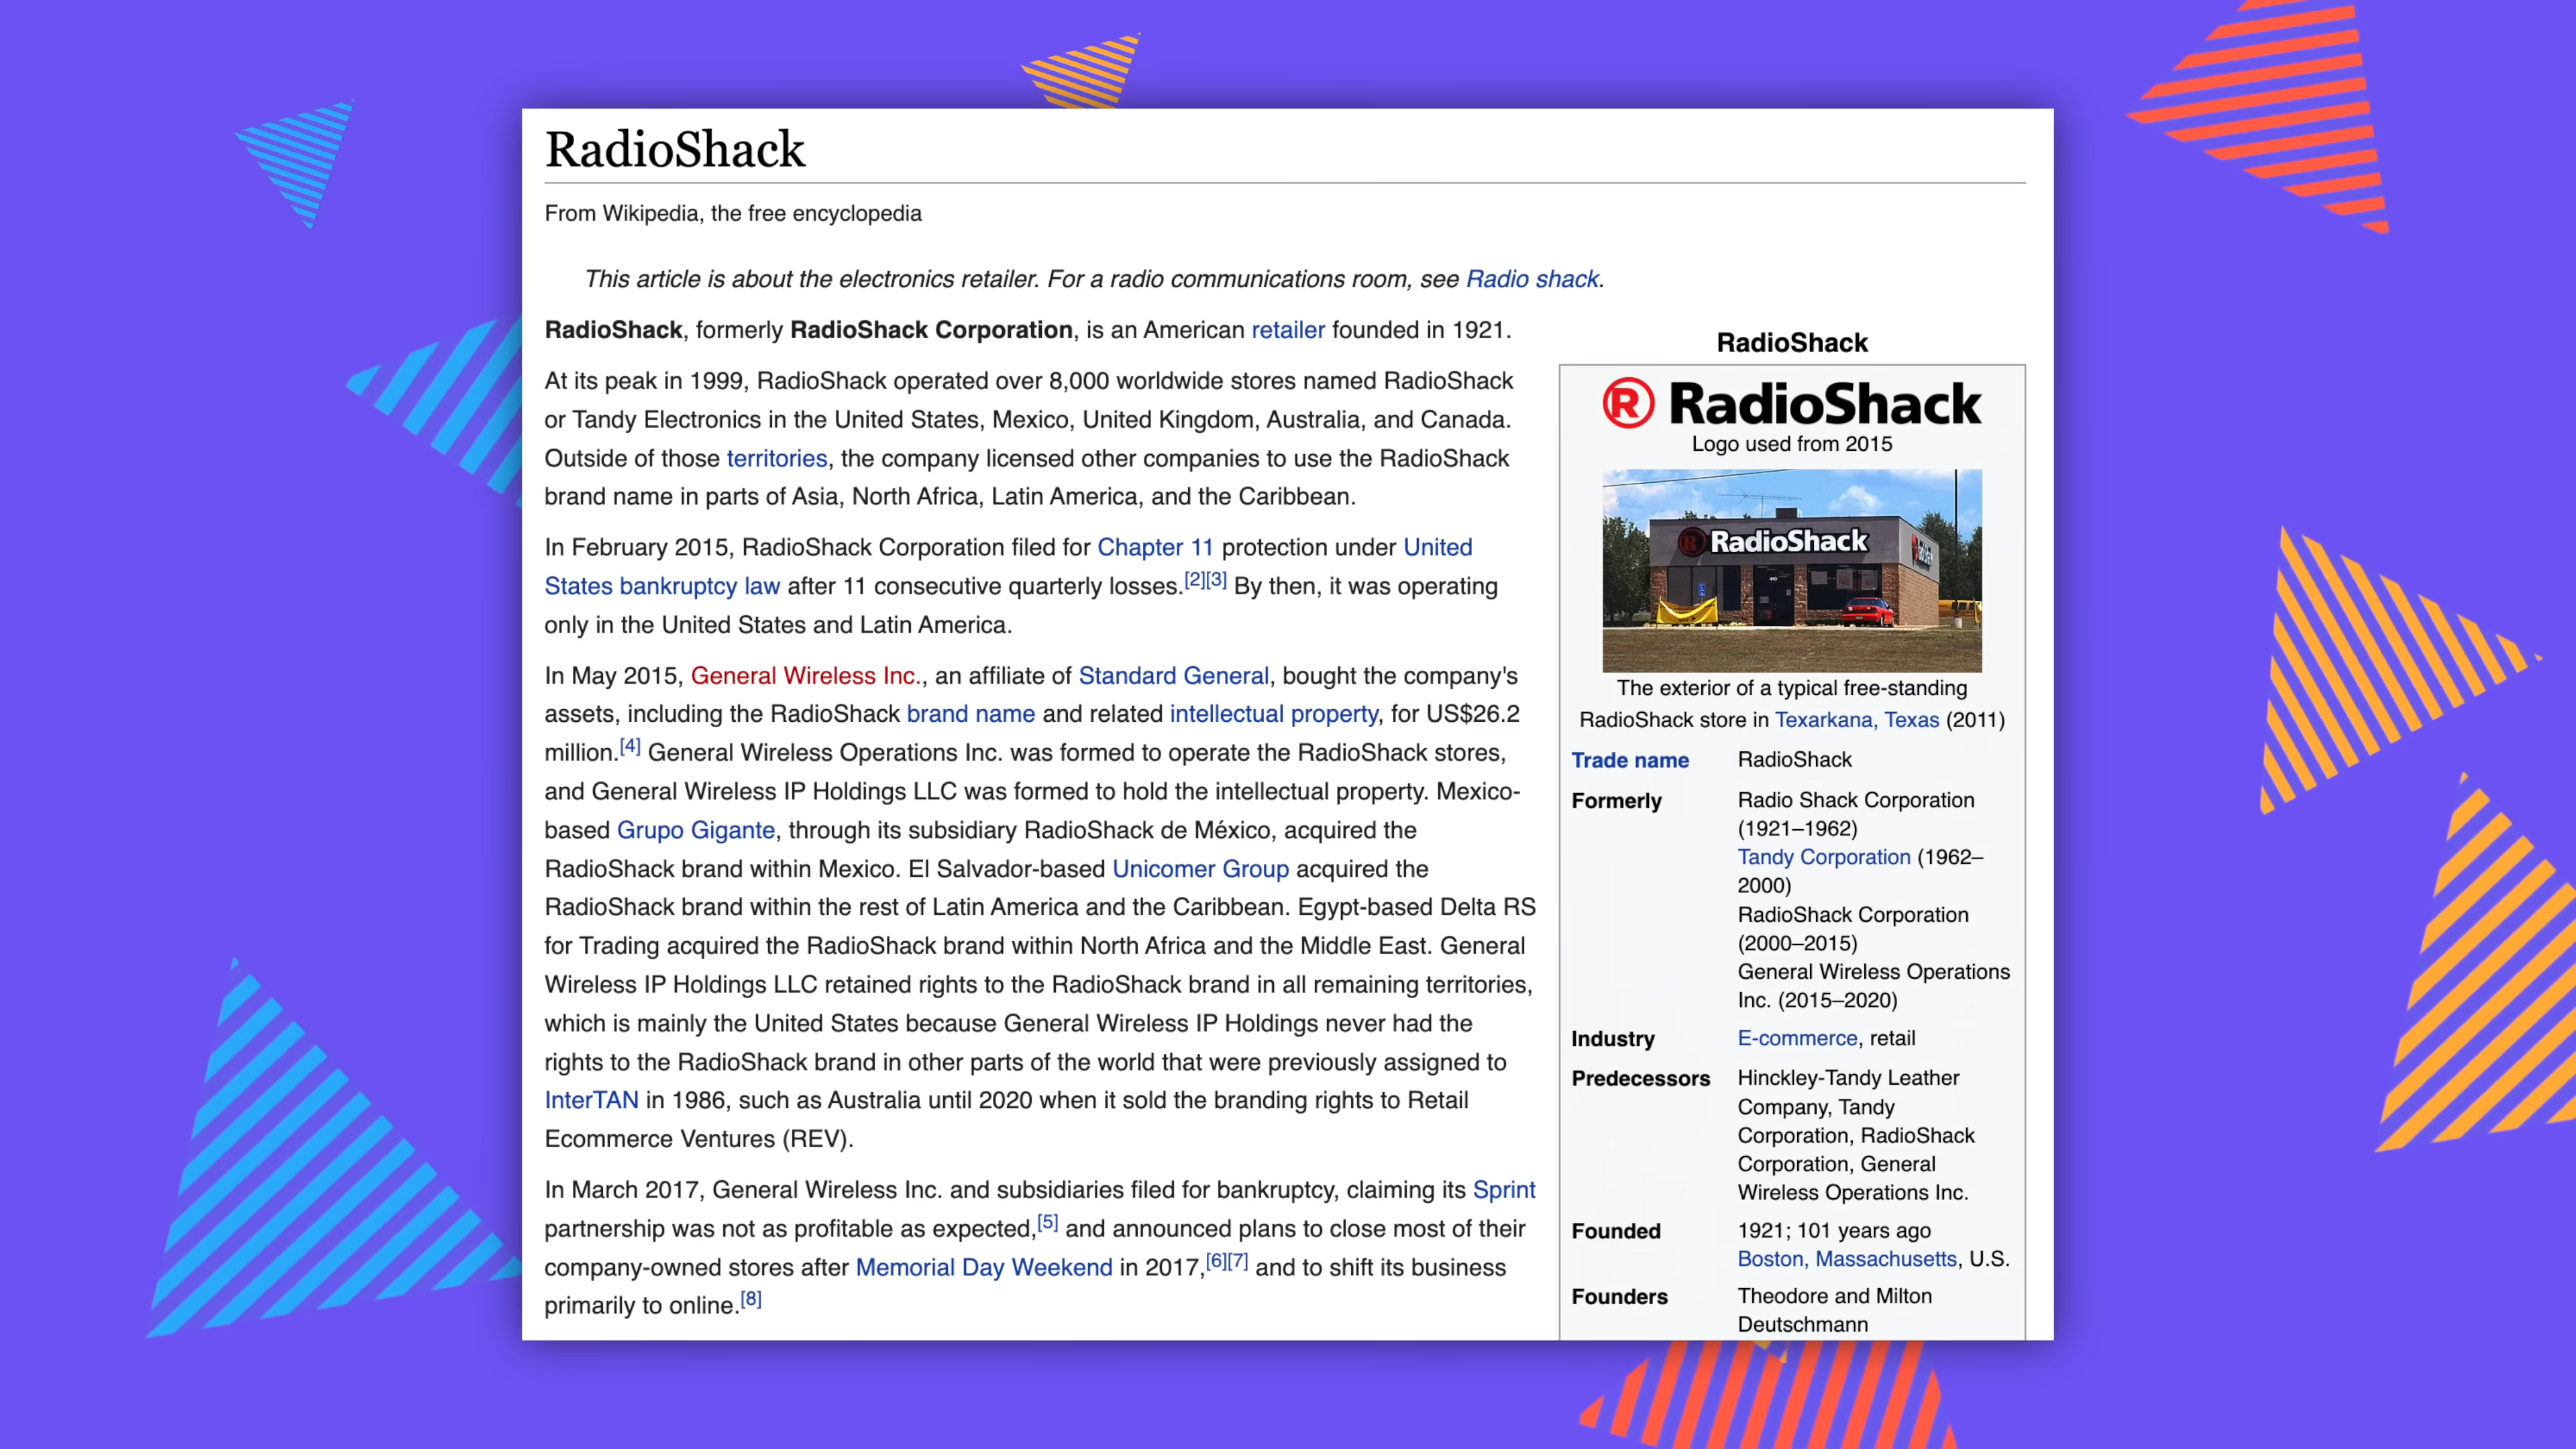 RadioShack
From Wikipedia, the free encyclopedia
This article is about the electronics retailer. For a radio communications room, see Radio shack.
RadioShack, formerly RadioShack Corporation, is an American retailer founded in 1921.
At its peak in 1999, RadioShack operated over 8,000 worldwide stores named RadioShack
or Tandy Electronics in the United States, Mexico, United Kingdom, Australia, and Canada.
Outside of those territories, the company licensed other companies to use the RadioShack
brand name in parts of Asia, North Africa, Latin America, and the Caribbean.
In February 2015, RadioShack Corporation filed for Chapter 11 protection under United
States bankruptcy law after 11 consecutive quarterly losses.[2][3] By then, it was operating
only in the United States and Latin America.
In May 2015, General Wireless Inc., an affiliate of Standard General, bought the company's
assets, including the RadioShack brand name and related intellectual property, for US$26.2
million.[4] General Wireless Operations Inc. was formed to operate the RadioShack stores,
and General Wireless IP Holdings LLC was formed to hold the intellectual property. Mexico-
based Grupo Gigante, through its subsidiary RadioShack de México, acquired the
RadioShack brand within Mexico. El Salvador-based Unicomer Group acquired the
RadioShack brand within the rest of Latin America and the Caribbean. Egypt-based Delta RS
for Trading acquired the RadioShack brand within North Africa and the Middle East. General
Wireless IP Holdings LLC retained rights to the RadioShack brand in all remaining territories,
which is mainly the United States because General Wireless IP Holdings never had the
rights to the RadioShack brand in other parts of the world that were previously assigned to
InterTAN in 1986, such as Australia until 2020 when it sold the branding rights to Retail
Ecommerce Ventures (REV).
In March 2017, General Wireless Inc. and subsidiaries filed for bankruptcy, claiming its Sprint
partnership was not as profitable as expected,[5] and announced plans to close most of their
company-owned stores after Memorial Day Weekend in 2017,[6][7] and to shift its business
primarily to online.[8]
RadioShack
R RadioShack
Logo used from 2015
R RadioShack
The exterior of a typical free-standing
RadioShack store in Texarkana, Texas (2011)
Trade name RadioShack
Formerly Radio Shack Corporation
(1921–1962)
Tandy Corporation (1962–
2000)
RadioShack Corporation
(2000–2015)
General Wireless Operations
Inc. (2015–2020)
Industry E-commerce, retail
Predecessors Hinckley-Tandy Leather
Company, Tandy
Corporation, RadioShack
Corporation, General
Wireless Operations Inc.
Founded 1921; 101 years ago
Boston, Massachusetts, U.S.
Founders Theodore and Milton
Deutschmann